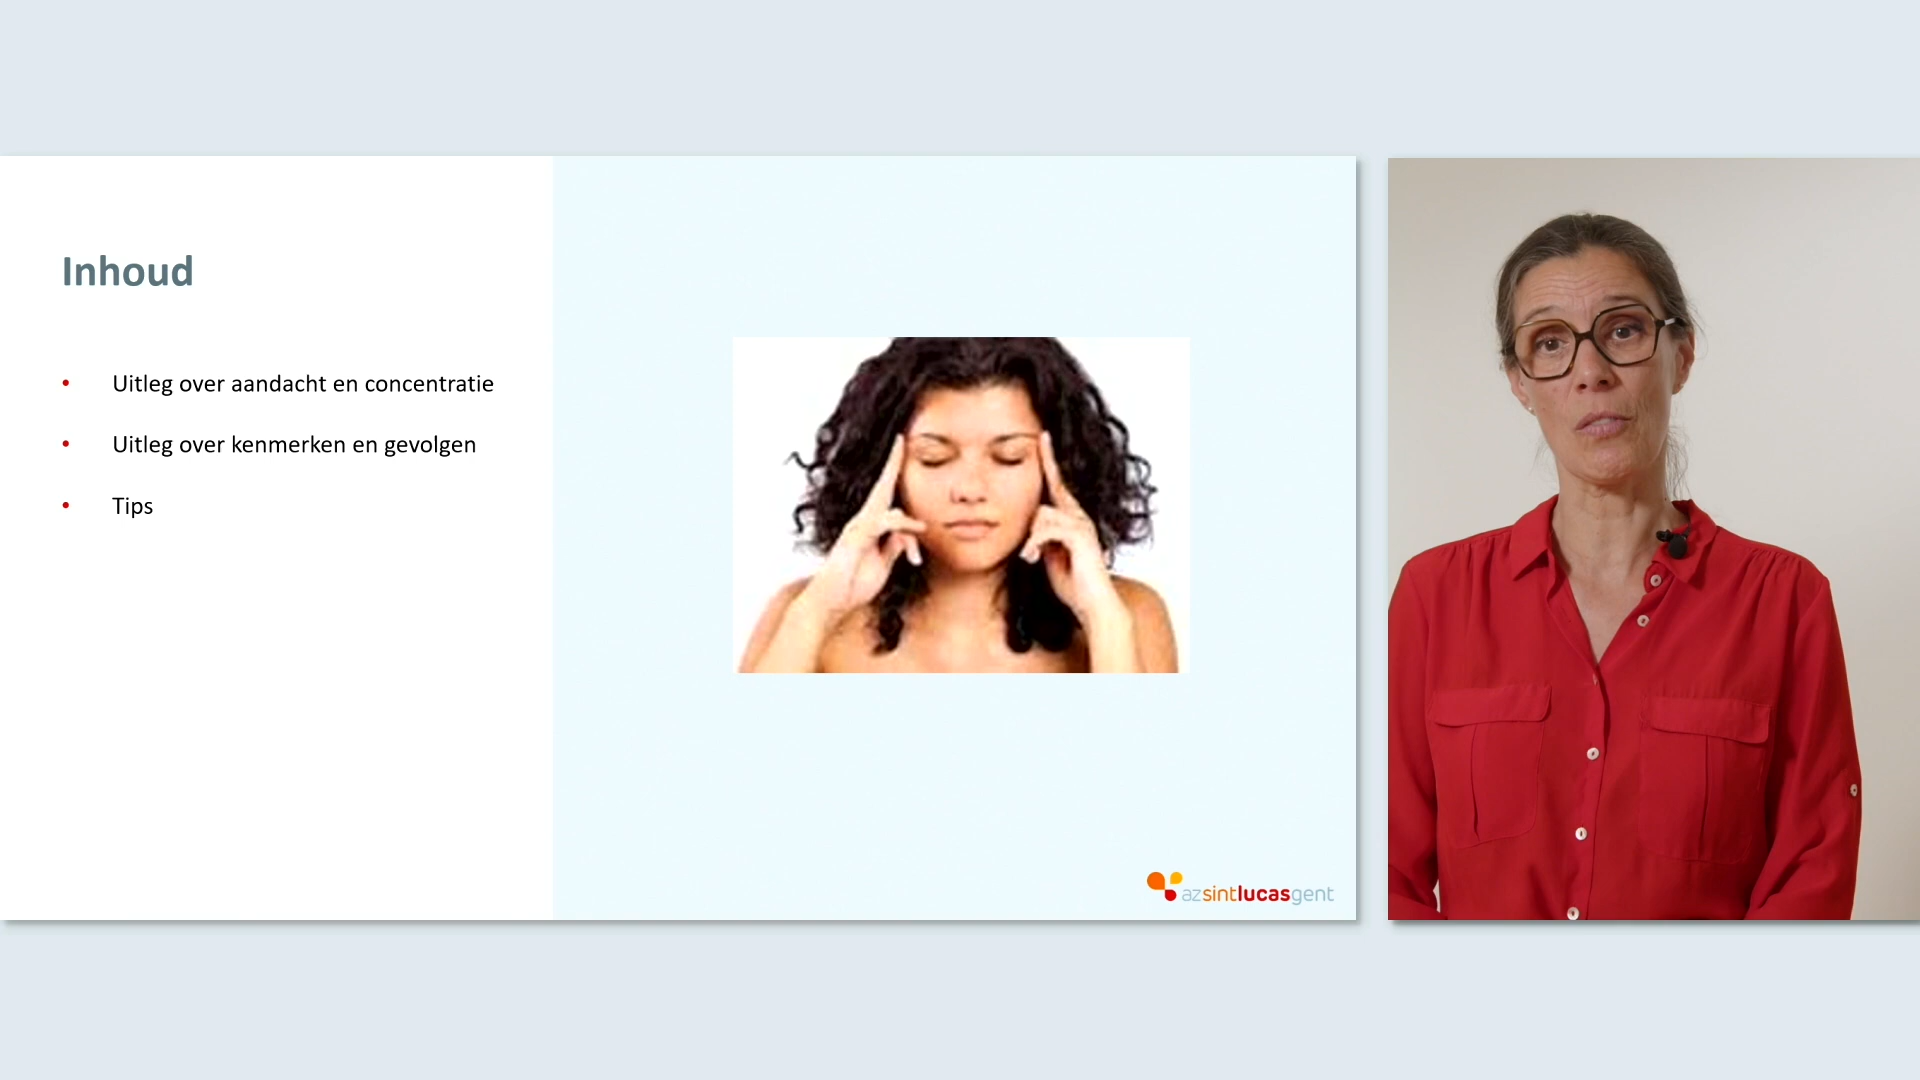 Inhoud
• Uitleg over aandacht en concentratie
• Uitleg over kenmerken en gevolgen
• Tips
azsintlucasgent